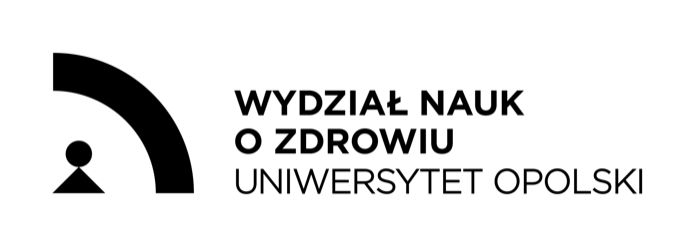 WYDZIAŁ NAUK
O ZDROWIU
UNIWERSYTET OPOLSKI